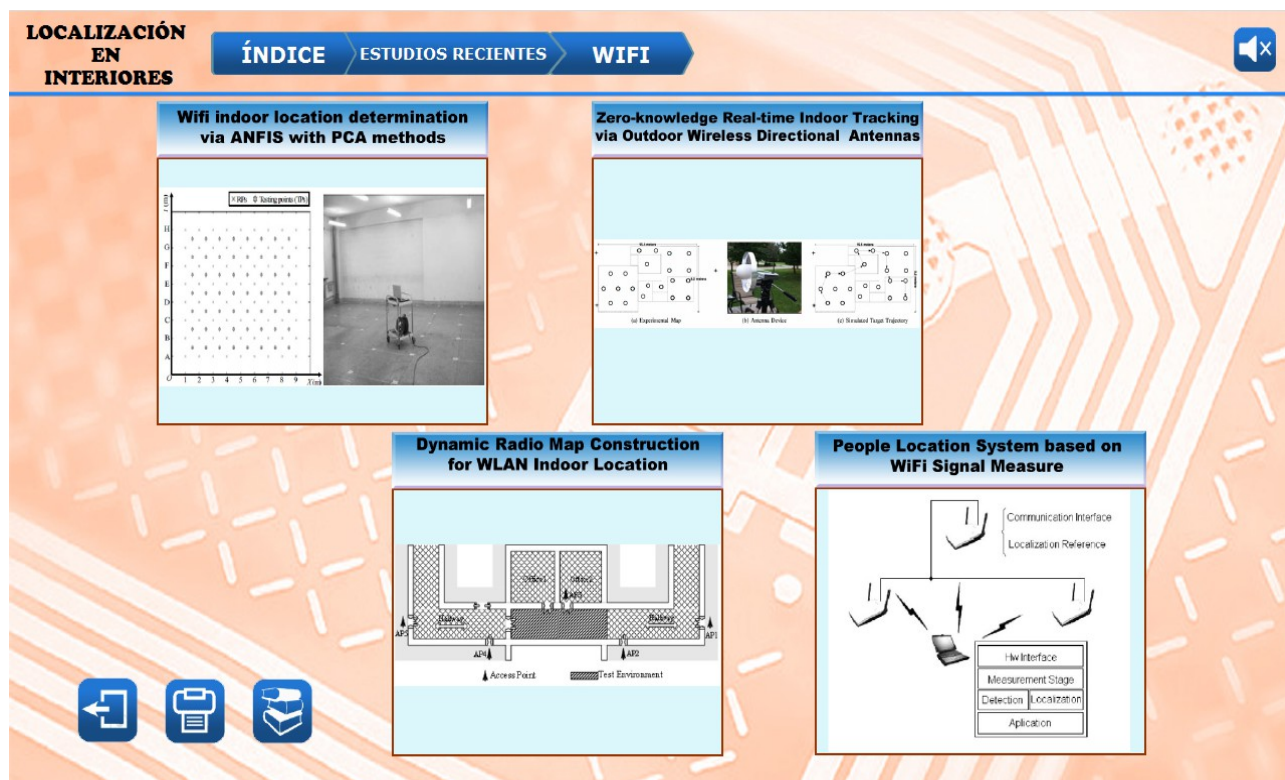 LOCALIZACIÓN
EN
INTERIORES
ÍNDICE
ESTUDIOS RECIENTES
WIFI
Wifi indoor location determination
via ANFIS with PCA methods
× RPs Testing points (TPs)
H
G
F
E
D
C
B
A
O 1 2 3 4 5 6 7 8 9 X(m)
Zero-knowledge Real-time Indoor Tracking
via Outdoor Wireless Directional Antennas
(a) Experimental Map
(b) Antenna Device
(c) Simulated Target Trajectory
Dynamic Radio Map Construction
for WLAN Indoor Location
Office1
Office2
AP3
Hallway
Hallway
AP5
AP1
AP4
AP2
Access Point
Test Environment
People Location System based on
WiFi Signal Measure
Communication Interface
Localization Reference
Hw Interface
Measurement Stage
Detection
Localization
Aplication